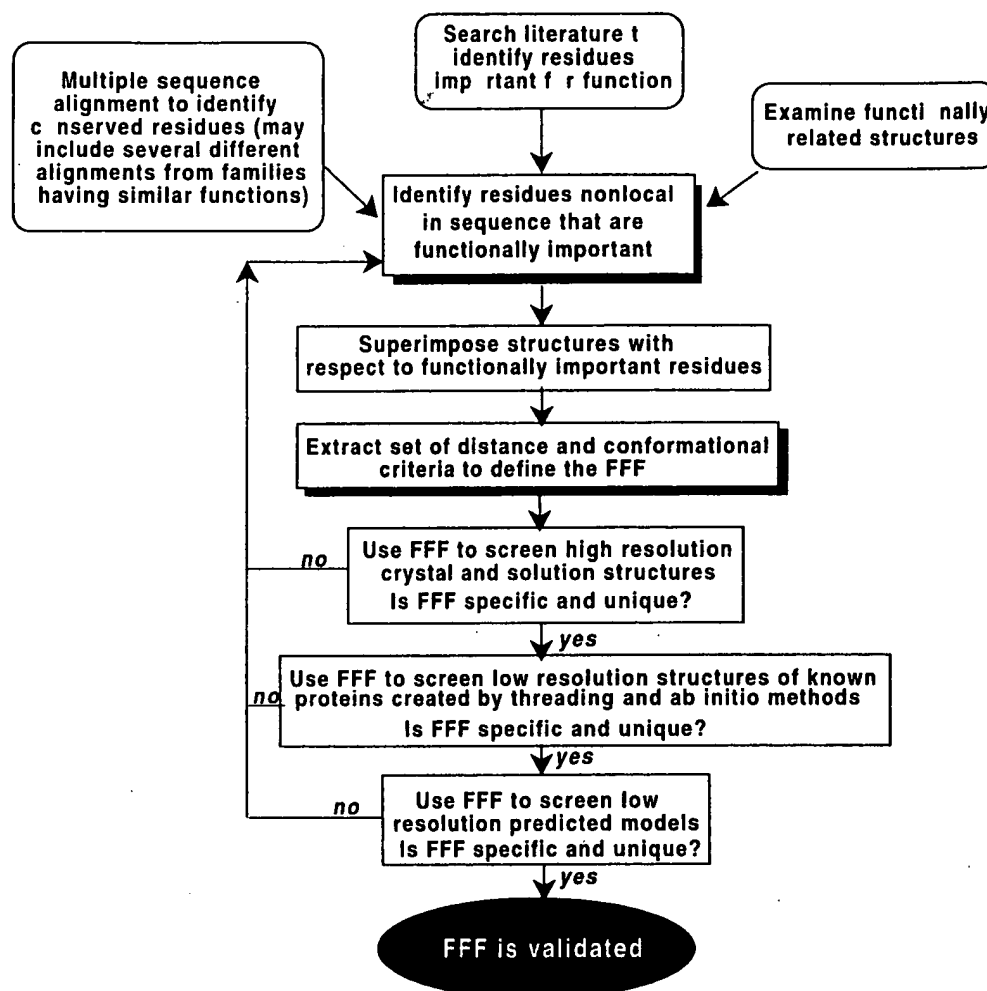 Search literature t
identify residues
imp rtant f r function
Multiple sequence
alignment to identify
c nserved residues (may
include several different
alignments from families
having similar functions)
Examine functi nally
related structures
Identify residues nonlocal
in sequence that are
functionally important
Superimpose structures with
respect to functionally important residues
Extract set of distance and conformational
criteria to define the FFF
no
Use FFF to screen high resolution
crystal and solution structures
Is FFF specific and unique?
yes
no
Use FFF to screen low resolution structures of known
proteins created by threading and ab initio methods
Is FFF specific and unique?
yes
no
Use FFF to screen low
resolution predicted models
Is FFF specific and unique?
yes
FFF is validated